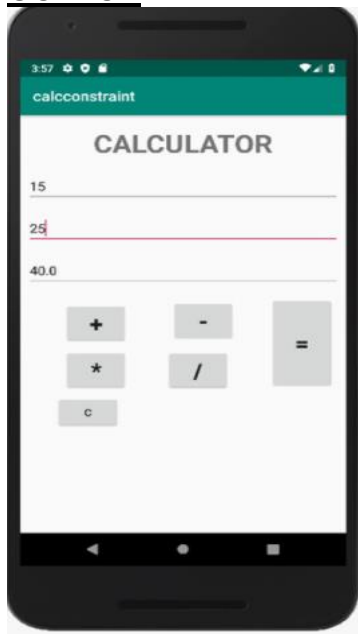 3:57
calcconstraint
CALCULATOR
15
25
40.0
+ -
=
* /
c